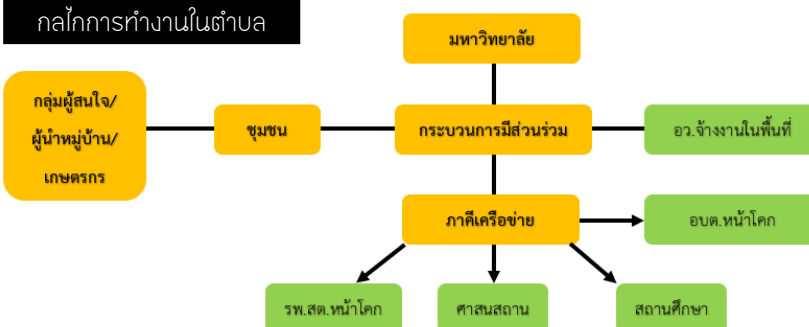 กลไกการทำงานในตำบล
มหาวิทยาลัย
กลุ่มผู้สนใจ/
ผู้นำหมู่บ้าน/
เกษตรกร
ชุมชน
กระบวนการมีส่วนร่วม
อว.จ้างงานในพื้นที่
ภาคีเครือข่าย
อบต.หน้าโคก
รพ.สต.หน้าโคก
ศาสนสถาน
สถานศึกษา